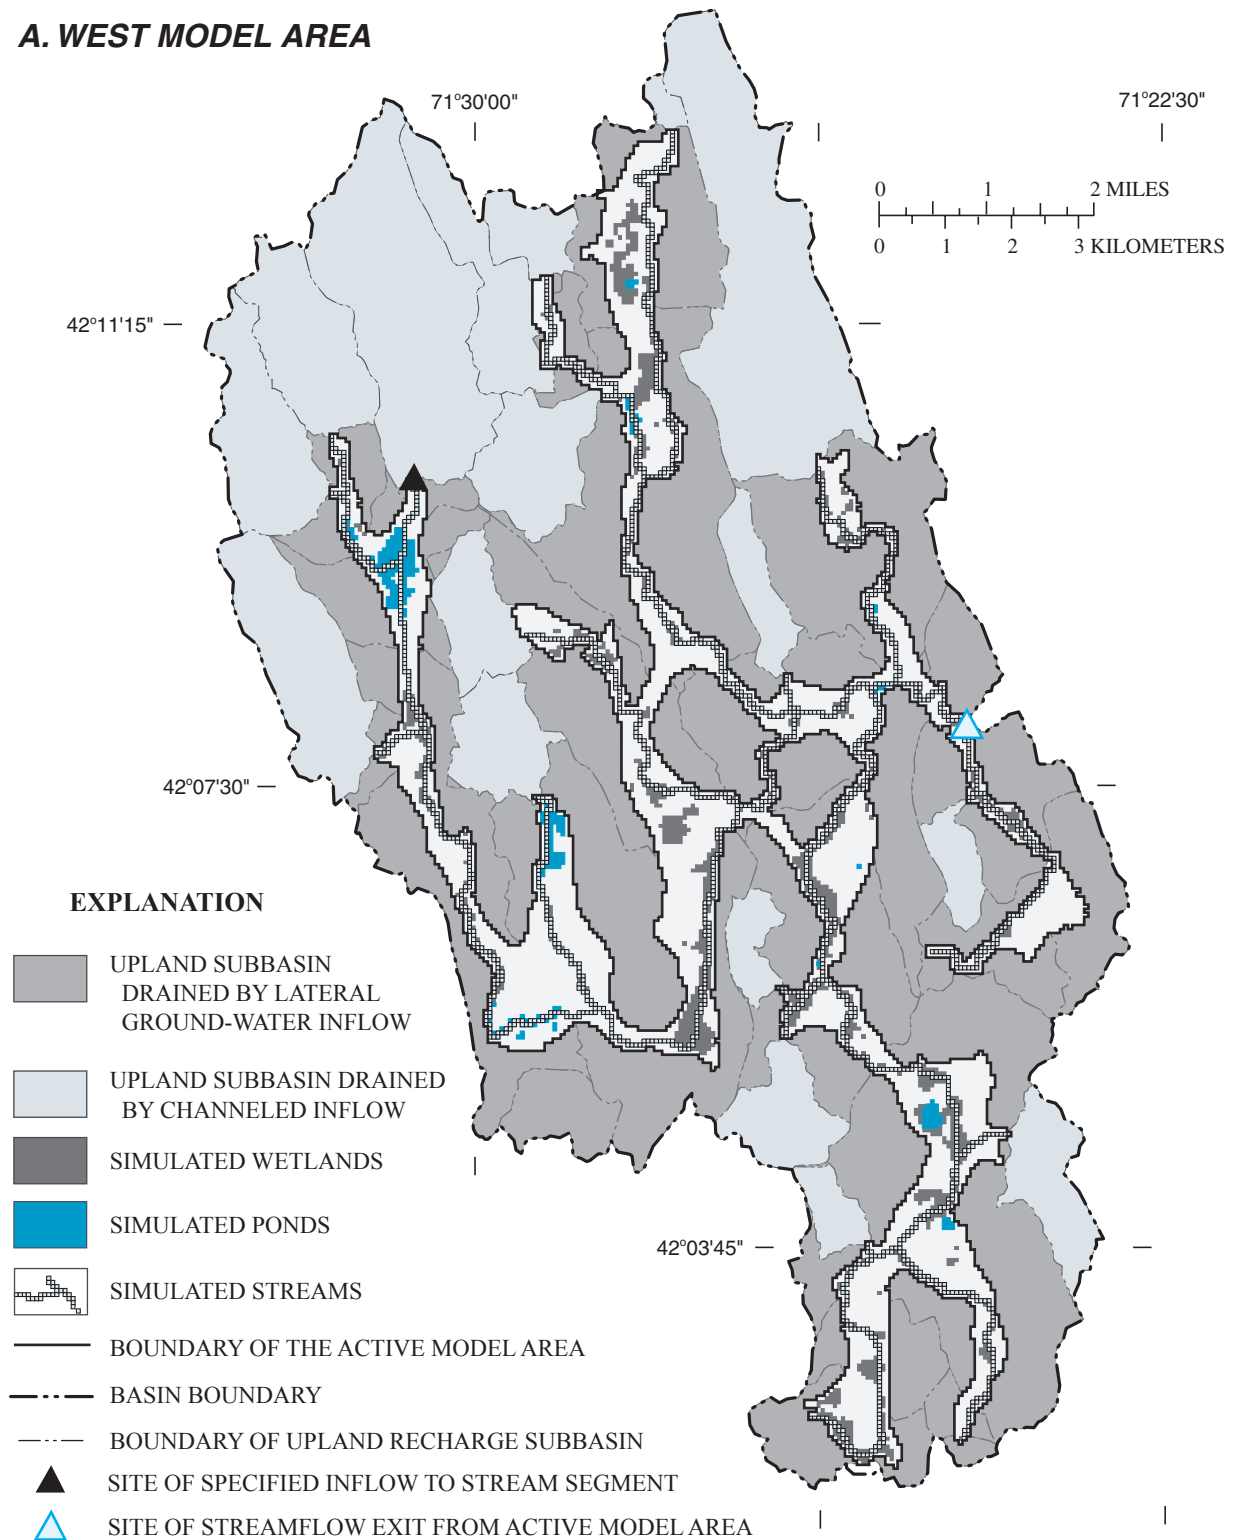 A. WEST MODEL AREA
71°30'00"
71°22'30"
0 1 2 MILES
0 1 2 3 KILOMETERS
42°11'15"
42°07'30"
EXPLANATION
UPLAND SUBBASIN
DRAINED BY LATERAL
GROUND-WATER INFLOW
UPLAND SUBBASIN DRAINED
BY CHANNELED INFLOW
SIMULATED WETLANDS
SIMULATED PONDS
42°03'45"
SIMULATED STREAMS
BOUNDARY OF THE ACTIVE MODEL AREA
BASIN BOUNDARY
BOUNDARY OF UPLAND RECHARGE SUBBASIN
SITE OF SPECIFIED INFLOW TO STREAM SEGMENT
SITE OF STREAMFLOW EXIT FROM ACTIVE MODEL AREA